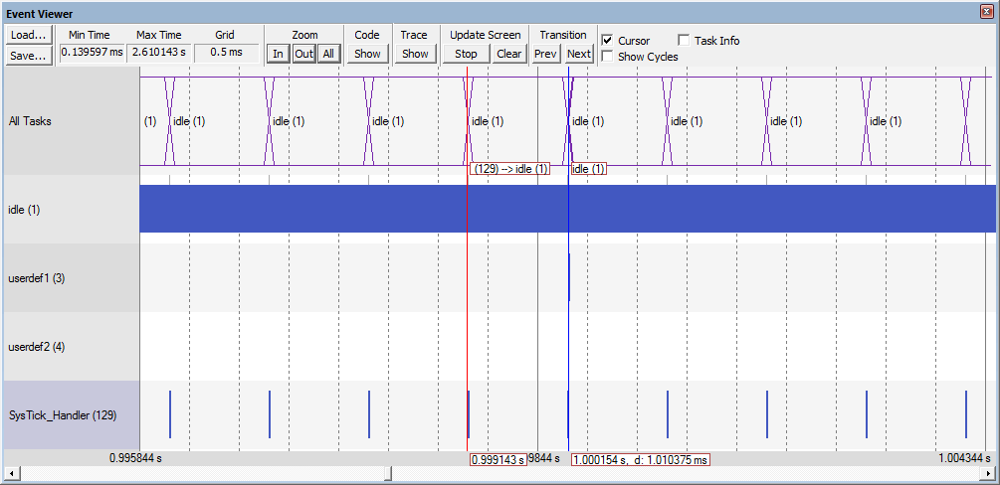 Event Viewer
Load...
Save...
Min Time
0.139597 ms
Max Time
2.610143 s
Grid
0.5 ms
Zoom
In Out All
Code
Show
Trace
Show
Update Screen
Stop Clear
Transition
Prev Next
Cursor
Show Cycles
Task Info
All Tasks
(1) idle (1) idle (1) idle (1) idle (1) idle (1) idle (1) idle (1) idle (1)
(129) --> idle (1) idle (1)
idle (1)
userdef1 (3)
userdef2 (4)
SysTick_Handler (129)
0.995844 s 0.999143 s 9844 s 1.000154 s, d: 1.010375 ms 1.004344 s